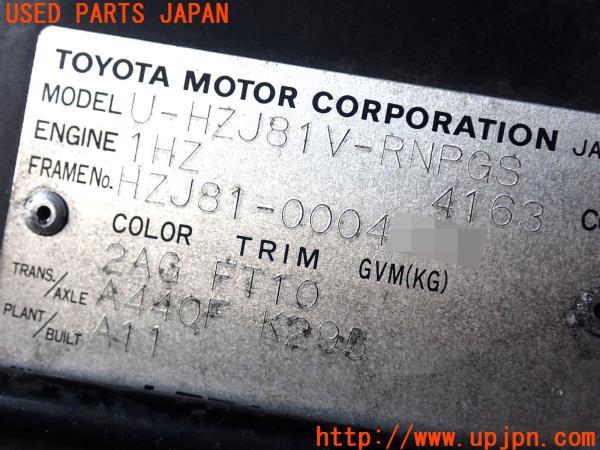 USED PARTS JAPAN
TOYOTA MOTOR CORPORATION JA
MODEL U-HZJ81V-RNPGS
ENGINE 1HZ 4163
FRAME No. HZJ81-0004
COLOR TRIM GVM(KG)
2AG FT10
TRANS/AXLE A440F K295
PLANT/BUILT A11
http://www.upjpn.com/